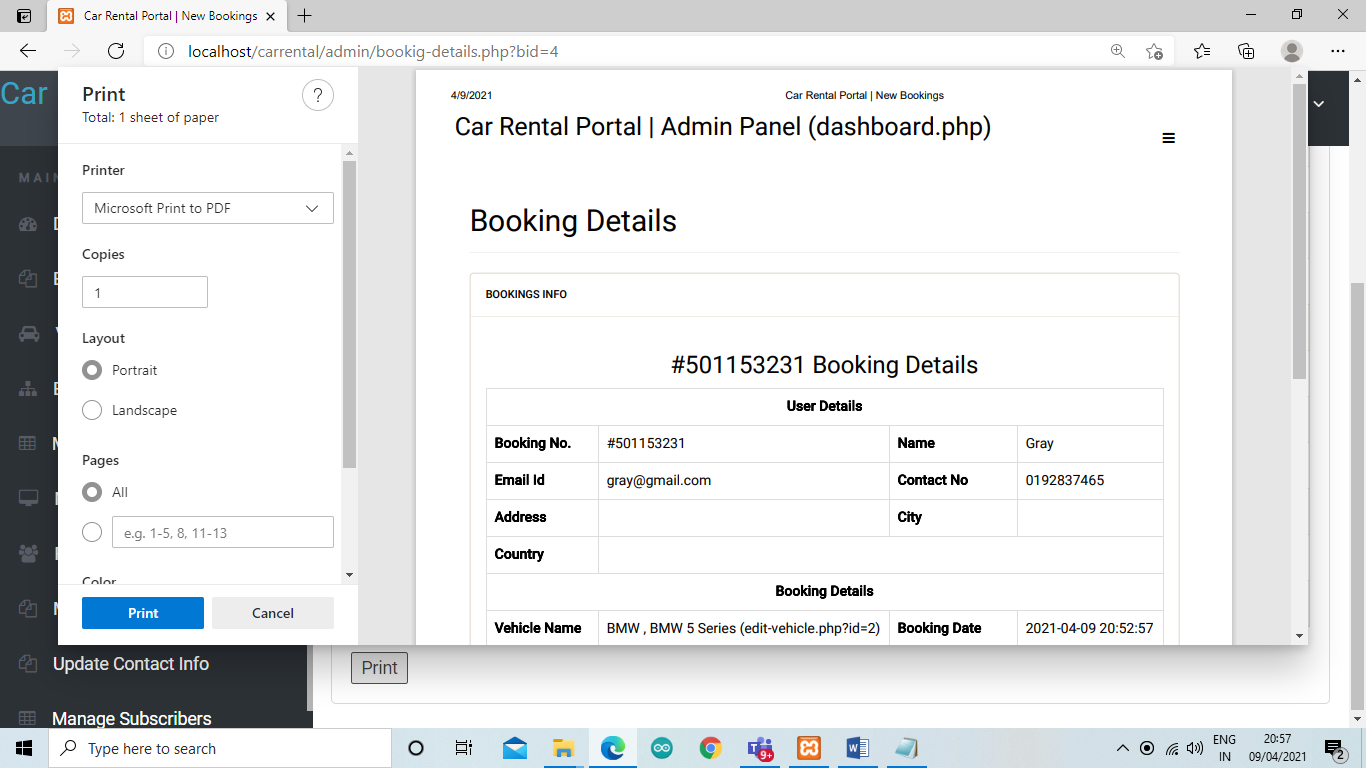 Car Rental Portal | New Bookings
localhost/carrental/admin/bookig-details.php?bid=4
Car
Print
Total: 1 sheet of paper
?
Printer
Microsoft Print to PDF
Copies
1
Layout
Portrait
Landscape
Pages
All
e.g. 1-5, 8, 11-13
Color
Print
Cancel
4/9/2021
Car Rental Portal | New Bookings
Car Rental Portal | Admin Panel (dashboard.php)
Booking Details
BOOKINGS INFO
#501153231 Booking Details
User Details
Booking No. #501153231 Name Gray
Email Id gray@gmail.com Contact No 0192837465
Address City
Country
Booking Details
Vehicle Name BMW , BMW 5 Series (edit-vehicle.php?id=2) Booking Date 2021-04-09 20:52:57
Update Contact Info
Manage Subscribers
Print
Type here to search
9+
ENG
IN
20:57
09/04/2021
2